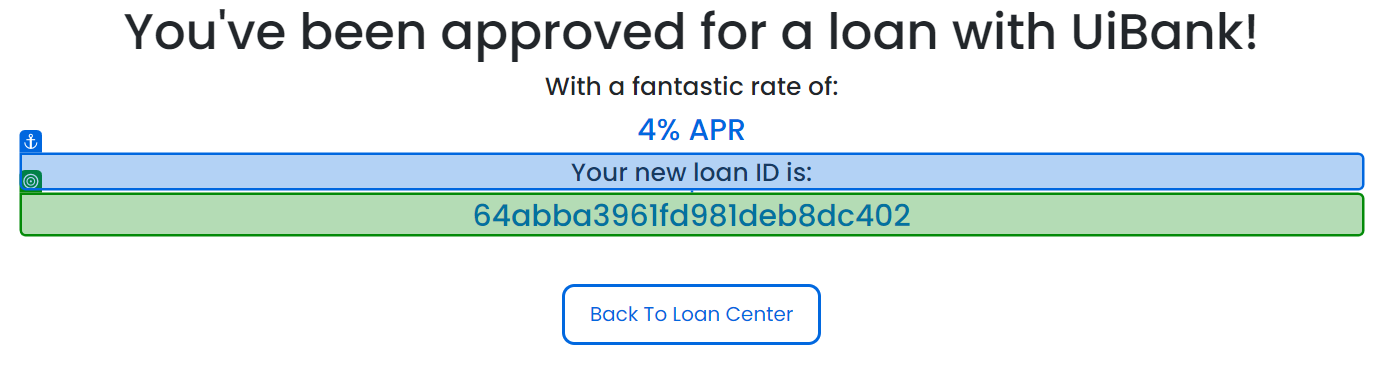 You've been approved for a loan with UiBank!
With a fantastic rate of:
4% APR
Your new loan ID is:
64abba3961fd981deb8dc402
Back To Loan Center